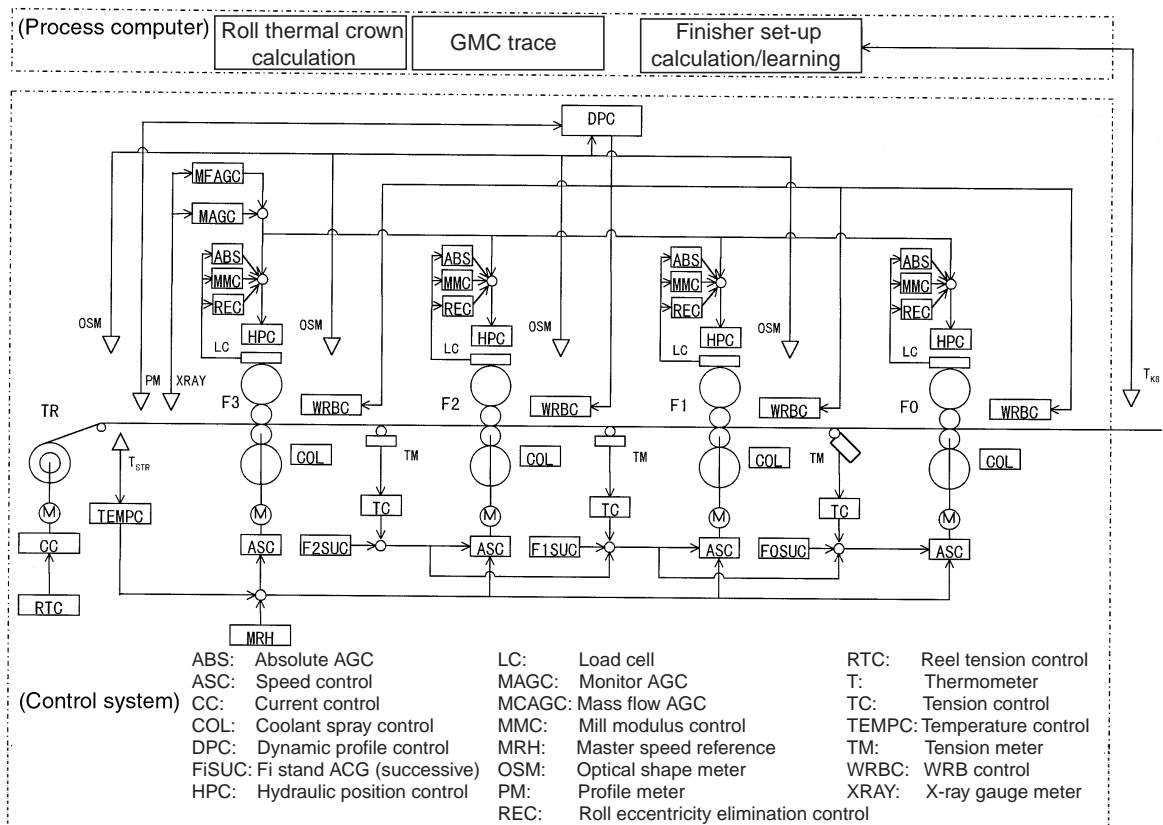 (Process computer)
Roll thermal crown
calculation
GMC trace
Finisher set-up
calculation/learning
DPC
MFAGC
MAGC
ABS
MMC
REC
HPC
LC
ABS
MMC
REC
HPC
LC
ABS
MMC
REC
HPC
LC
ABS
MMC
REC
HPC
LC
OSM
PM
XRAY
OSM
OSM
OSM
TK8
TR
F3
WRBC
F2
WRBC
F1
WRBC
F0
WRBC
TSTR
COL
TM
COL
TM
COL
TM
COL
TEMPC
TC
TC
TC
M
M
M
M
M
CC
ASC
F2SUC
ASC
F1SUC
ASC
F0SUC
ASC
RTC
MRH
(Control system)
ABS: Absolute AGC
ASC: Speed control
CC: Current control
COL: Coolant spray control
DPC: Dynamic profile control
FiSUC: Fi stand ACG (successive)
HPC: Hydraulic position control
LC: Load cell
MAGC: Monitor AGC
MCAGC: Mass flow AGC
MMC: Mill modulus control
MRH: Master speed reference
OSM: Optical shape meter
PM: Profile meter
REC: Roll eccentricity elimination control
RTC: Reel tension control
T: Thermometer
TC: Tension control
TEMPC: Temperature control
TM: Tension meter
WRBC: WRB control
XRAY: X-ray gauge meter